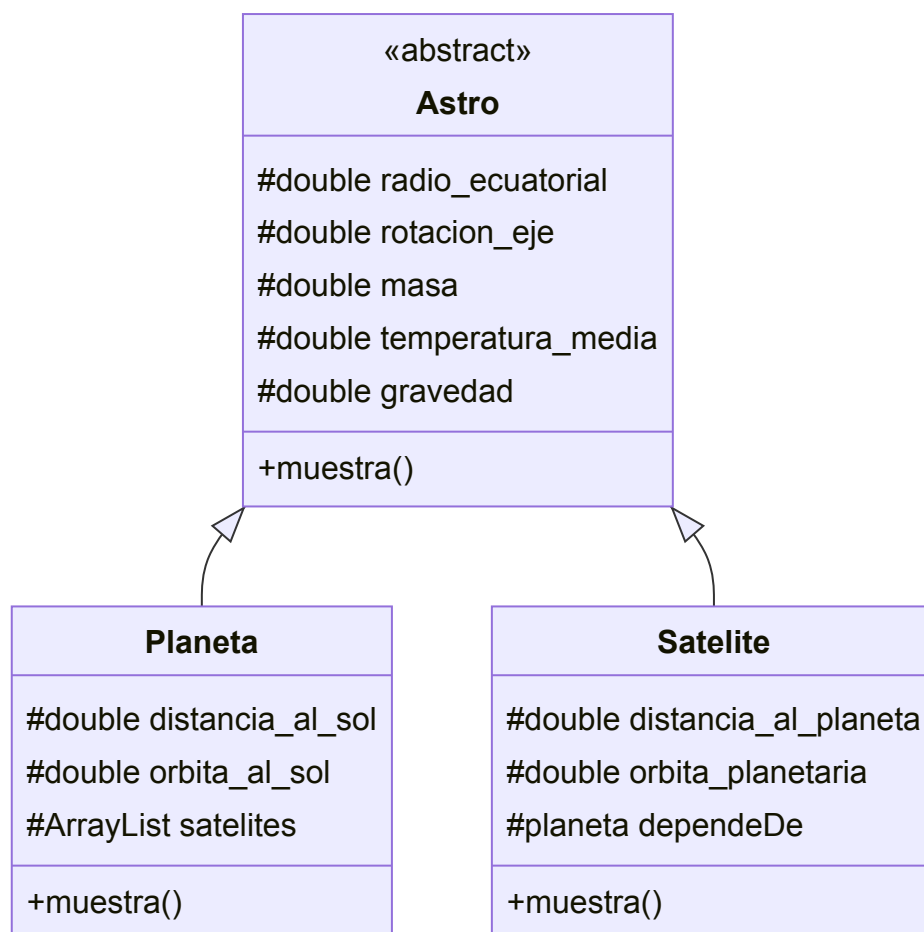 «abstract»
Astro
#double radio_ecuatorial
#double rotacion_eje
#double masa
#double temperatura_media
#double gravedad
+muestra()
Planeta
#double distancia_al_sol
#double orbita_al_sol
#ArrayList satelites
+muestra()
Satelite
#double distancia_al_planeta
#double orbita_planetaria
#planeta dependeDe
+muestra()